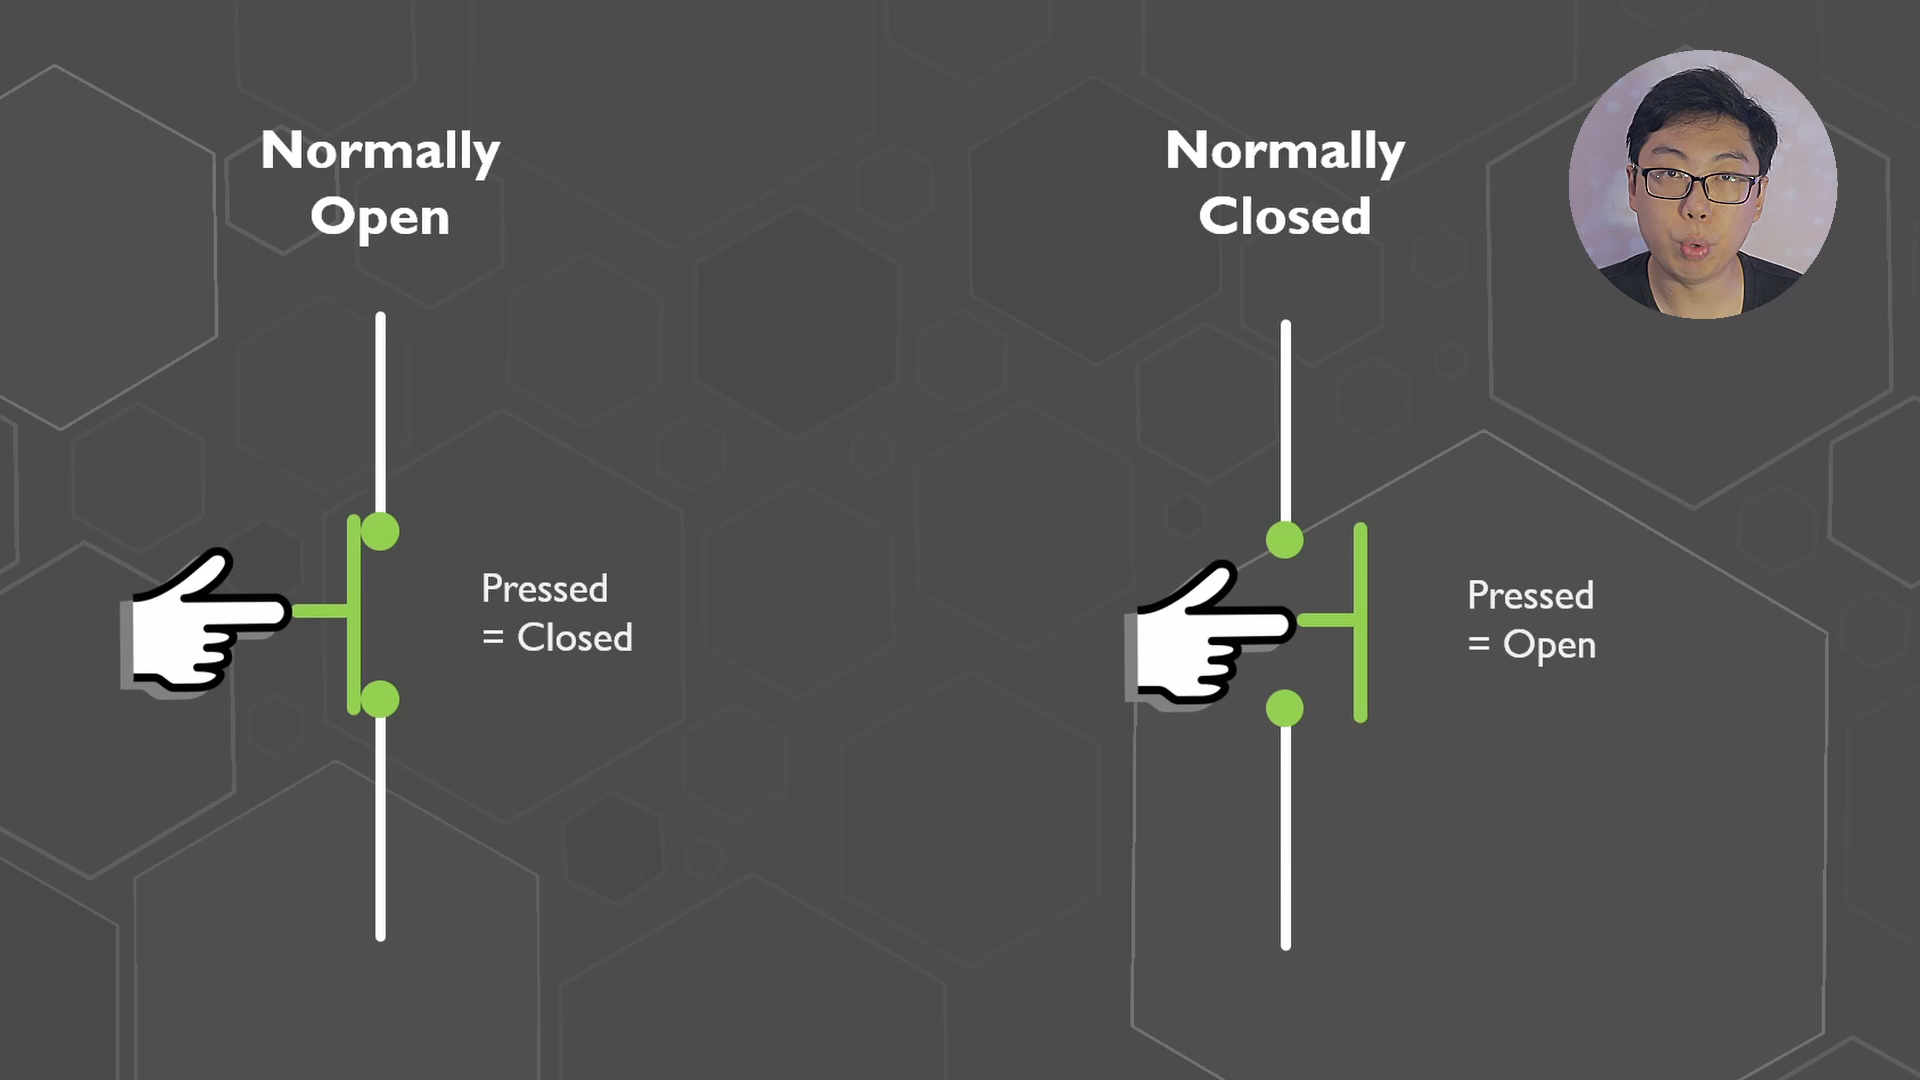 Normally
Open
Pressed
= Closed
Normally
Closed
Pressed
= Open